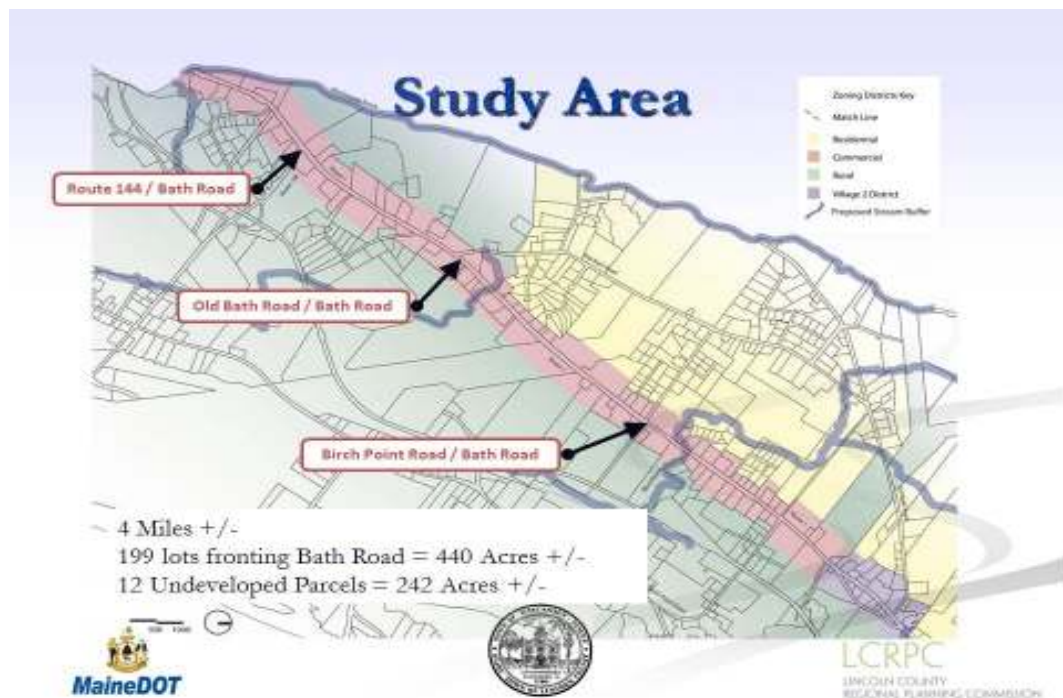 Study Area
Zoning Districts Key
Match Line
Residential
Commercial
Rural
Village 2 District
Proposed Stream Buffer
Route 144 / Bath Road
Old Bath Road / Bath Road
Birch Point Road / Bath Road
4 Miles +/-
199 lots fronting Bath Road = 440 Acres +/-
12 Undeveloped Parcels = 242 Acres +/-
MaineDOT
LCRPC
LINCOLN COUNTY
REGIONAL PLANNING COMMISSION